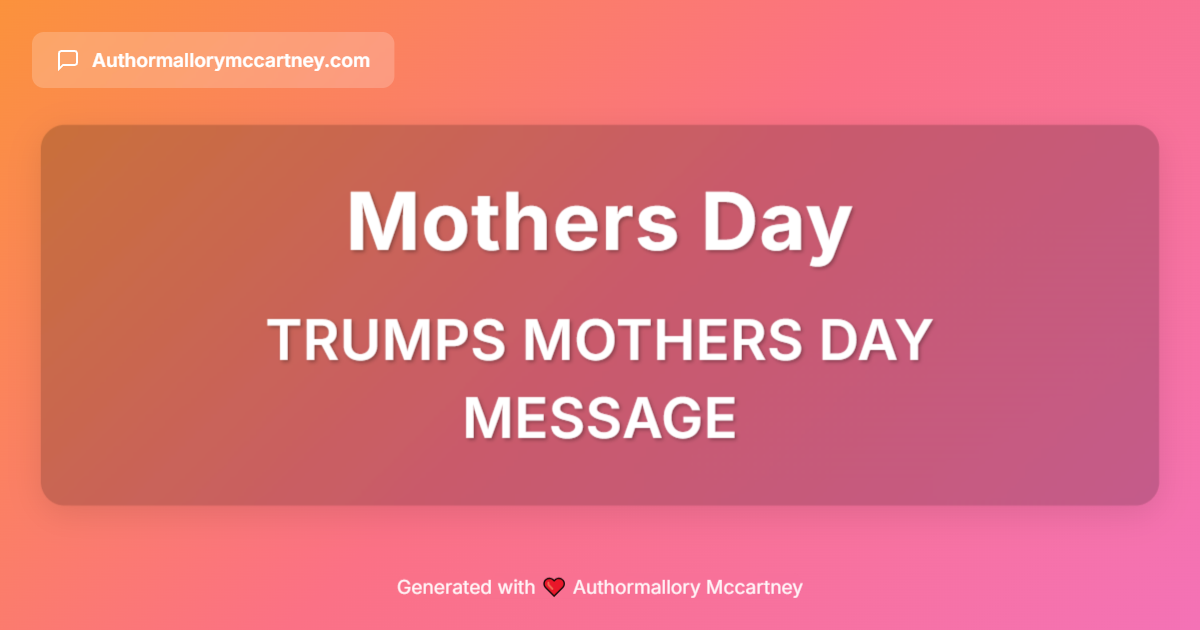 Authormallorymccartney.com
Mothers Day
TRUMPS MOTHERS DAY
MESSAGE
Generated with ❤️ Authormallory Mccartney